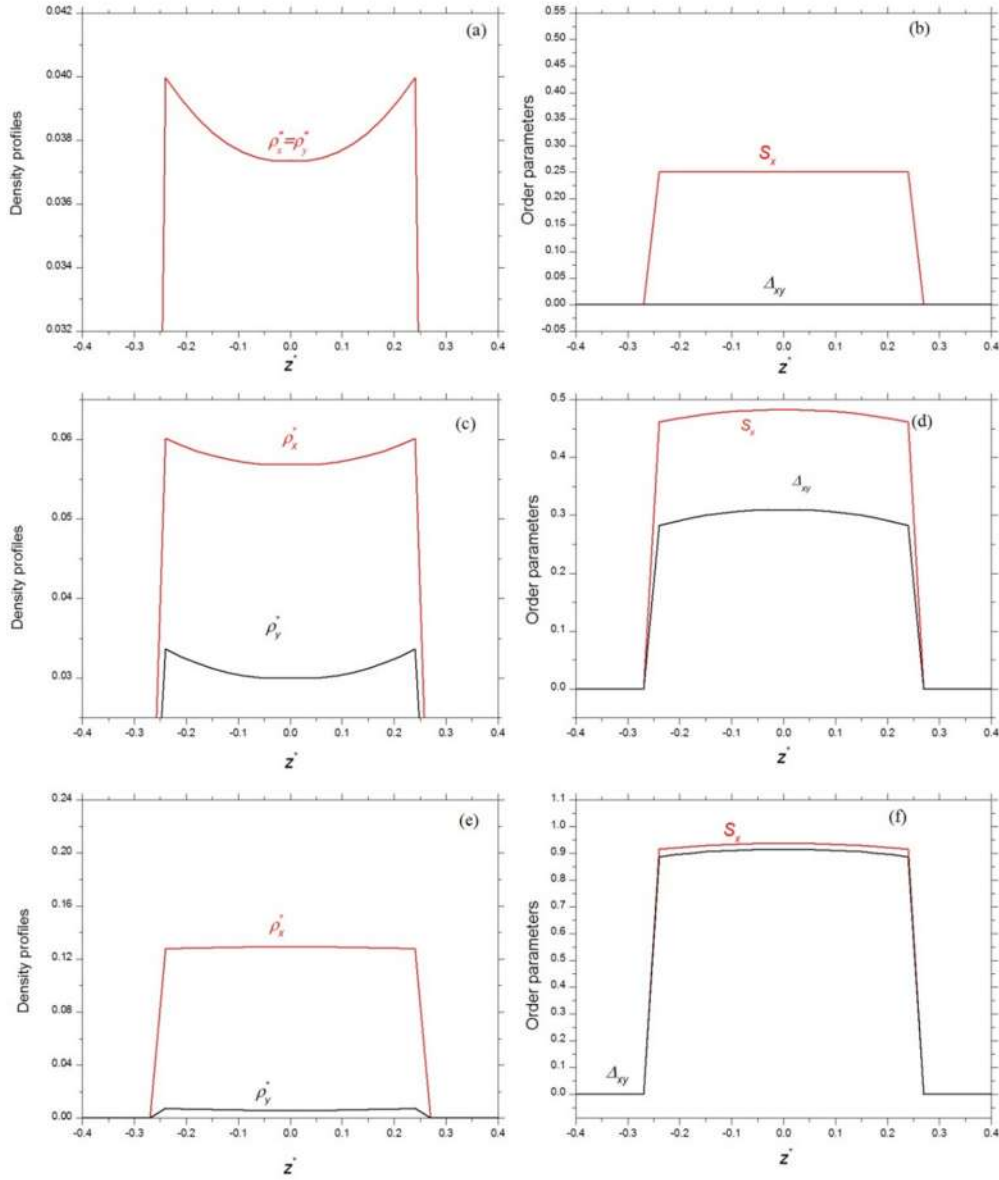 (a)
Density profiles
0.042
0.040
0.038
0.036
0.034
0.032
ρ*x=ρ*y
-0.4 -0.3 -0.2 -0.1 0.0 0.1 0.2 0.3 0.4
z*
(b)
Order parameters
0.55
0.50
0.45
0.40
0.35
0.30
0.25
0.20
0.15
0.10
0.05
0.00
-0.05
Sx
Δxy
-0.4 -0.3 -0.2 -0.1 0.0 0.1 0.2 0.3 0.4
z*
(c)
Density profiles
0.06
0.05
0.04
0.03
ρ*x
ρ*y
-0.4 -0.3 -0.2 -0.1 0.0 0.1 0.2 0.3 0.4
z*
(d)
Order parameters
0.5
0.4
0.3
0.2
0.1
0.0
Sx
Δxy
-0.4 -0.3 -0.2 -0.1 0.0 0.1 0.2 0.3 0.4
z*
(e)
Density profiles
0.24
0.20
0.16
0.12
0.08
0.04
0.00
ρ*x
ρ*y
-0.4 -0.3 -0.2 -0.1 0.0 0.1 0.2 0.3 0.4
z*
(f)
Order parameters
1.1
1.0
0.9
0.8
0.7
0.6
0.5
0.4
0.3
0.2
0.1
0.0
Sx
Δxy
-0.4 -0.3 -0.2 -0.1 0.0 0.1 0.2 0.3 0.4
z*